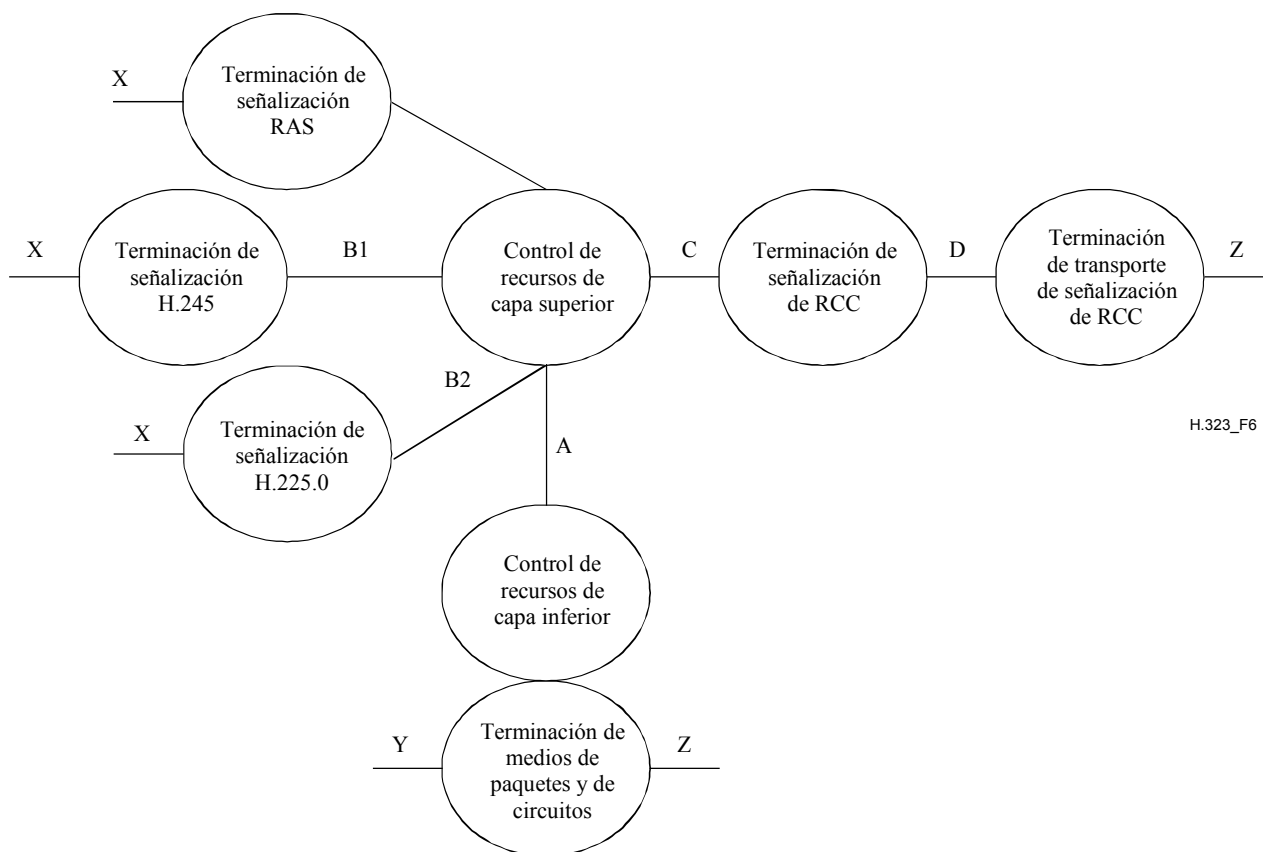 X
Terminación de
señalización
RAS
X
Terminación de
señalización
H.245
B1
Control de
recursos de
capa superior
C
Terminación de
señalización
de RCC
D
Terminación
de transporte
de señalización
de RCC
Z
B2
X
Terminación de
señalización
H.225.0
A
H.323_F6
Control de
recursos de
capa inferior
Y
Terminación de
medios de
paquetes y de
circuitos
Z